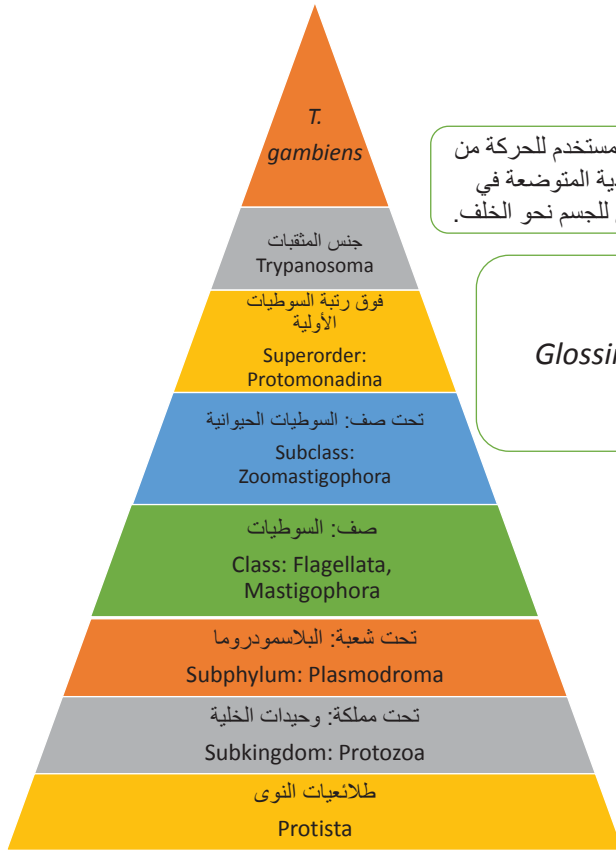 T.
gambiens
مستخدم للحركة من
المتوضعة في
للجسم نحو الخلف.
جنس المثقبات
Trypanosoma
فوق رتبة السوطيات
الأولية
Superorder:
Protomonadina
تحت صف: السوطيات الحيوانية
Subclass:
Zoomastigophora
صف: السوطيات
Class: Flagellata,
Mastigophora
تحت شعبة: البلاسمودروما
Subphylum: Plasmodroma
تحت مملكة: وحيدات الخلية
Subkingdom: Protozoa
طلائعيات النوى
Protista